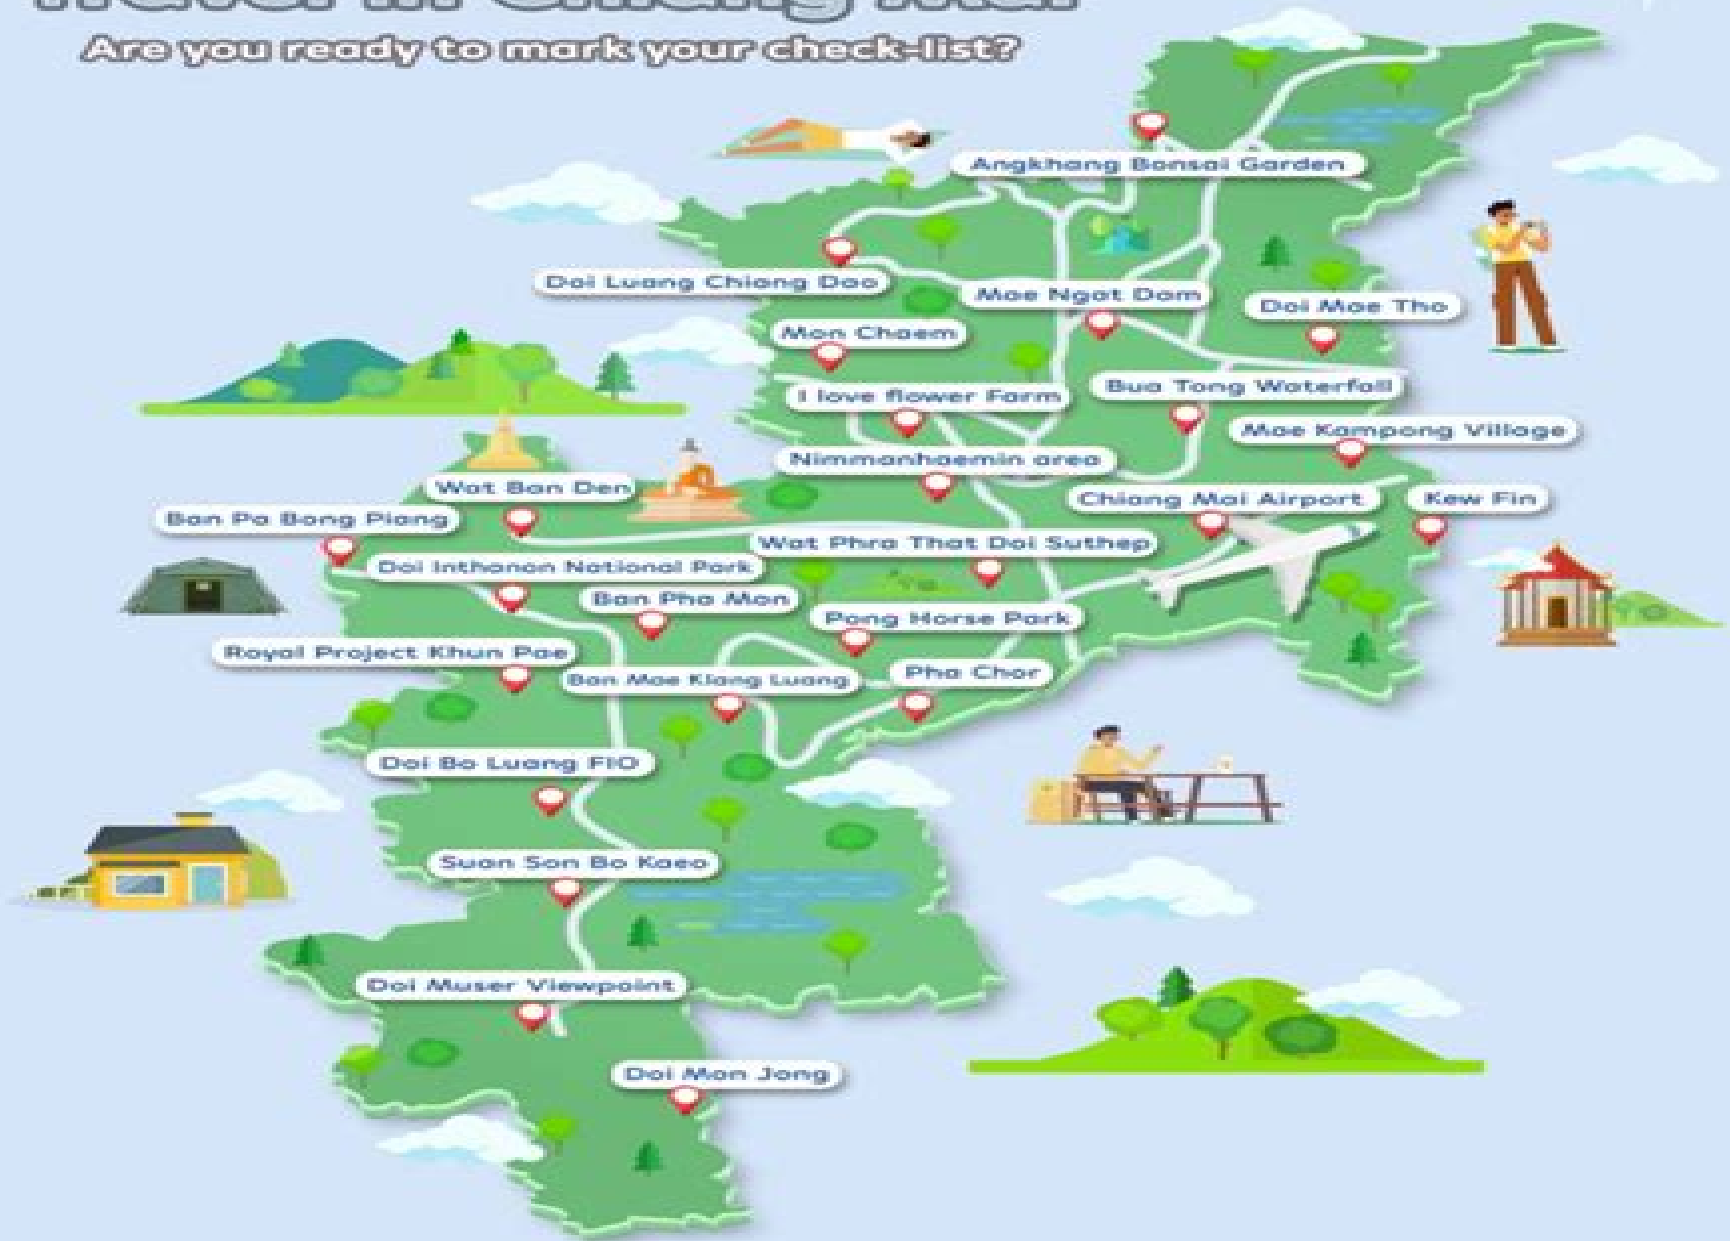 Travel in Chiang Mai
Are you ready to mark your check-list?
Angkhang Bonsai Garden
Doi Luang Chiang Dao
Mae Ngat Dam
Doi Mae Tho
Mon Chaem
I love flower Farm
Bua Tong Waterfall
Mae Kampong Village
Nimmanhaemin area
Wat Ban Den
Chiang Mai Airport
Kew Fin
Ban Pa Bong Piang
Wat Phra That Doi Suthep
Doi Inthanon National Park
Ban Pha Mon
Pong Horse Park
Royal Project Khun Pae
Ban Mae Klang Luang
Pha Chor
Doi Bo Luang FIO
Suan Son Bo Kaeo
Doi Muser Viewpoint
Doi Mon Jong